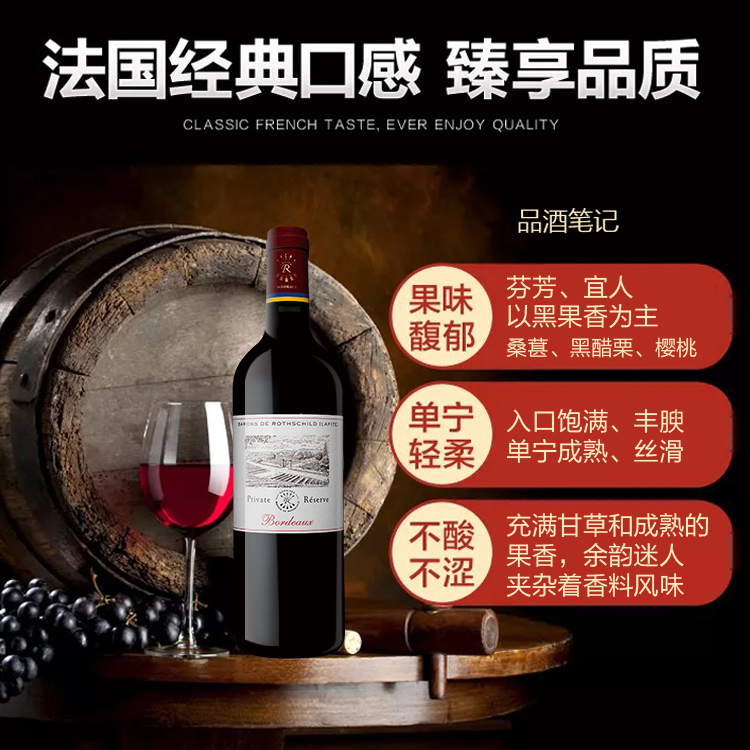 法国经典口感 臻享品质
CLASSIC FRENCH TASTE, EVER ENJOY QUALITY
品酒笔记
果味
馥郁
芬芳、宜人
以黑果香为主
桑葚、黑醋栗、樱桃
单宁
轻柔
入口饱满、丰腴
单宁成熟、丝滑
不酸
不涩
充满甘草和成熟的
果香，余韵迷人
夹杂着香料风味
R
BORDEAUX
BARONS DE ROTHSCHILD (LAFITE)
Private Réserve
Bordeaux